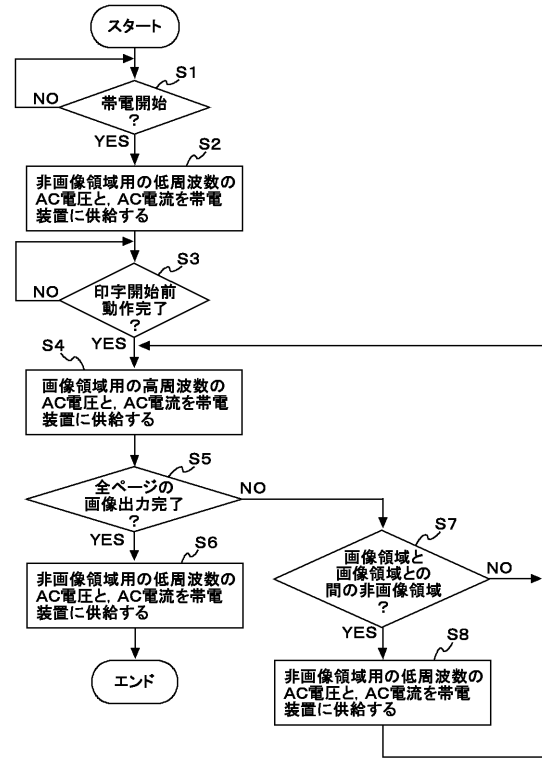 スタート
S1
帯電開始
?
NO
YES
S2
非画像領域用の低周波数の
AC電圧と,AC電流を帯電
装置に供給する
S3
印字開始前
動作完了
?
NO
YES
S4
画像領域用の高周波数の
AC電圧と,AC電流を帯電
装置に供給する
S5
全ページの
画像出力完了
?
NO
YES
S6
非画像領域用の低周波数の
AC電圧と,AC電流を帯電
装置に供給する
エンド
S7
画像領域と
画像領域との
間の非画像領域
?
NO
YES
S8
非画像領域用の低周波数の
AC電圧と,AC電流を帯電
装置に供給する